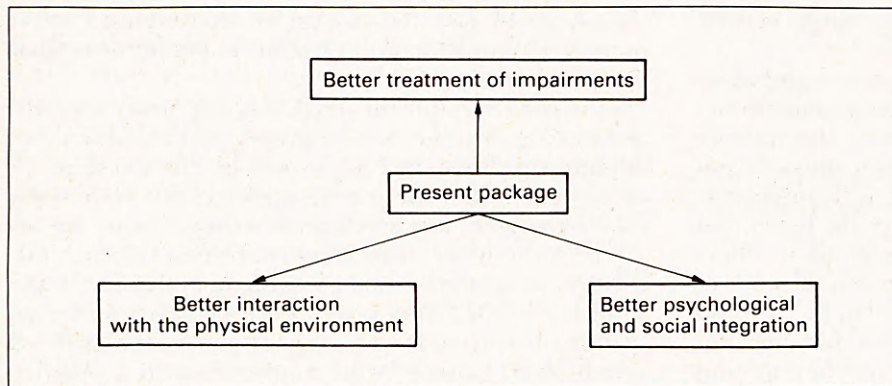 Better treatment of impairments
Present package
Better interaction
with the physical environment
Better psychological
and social integration